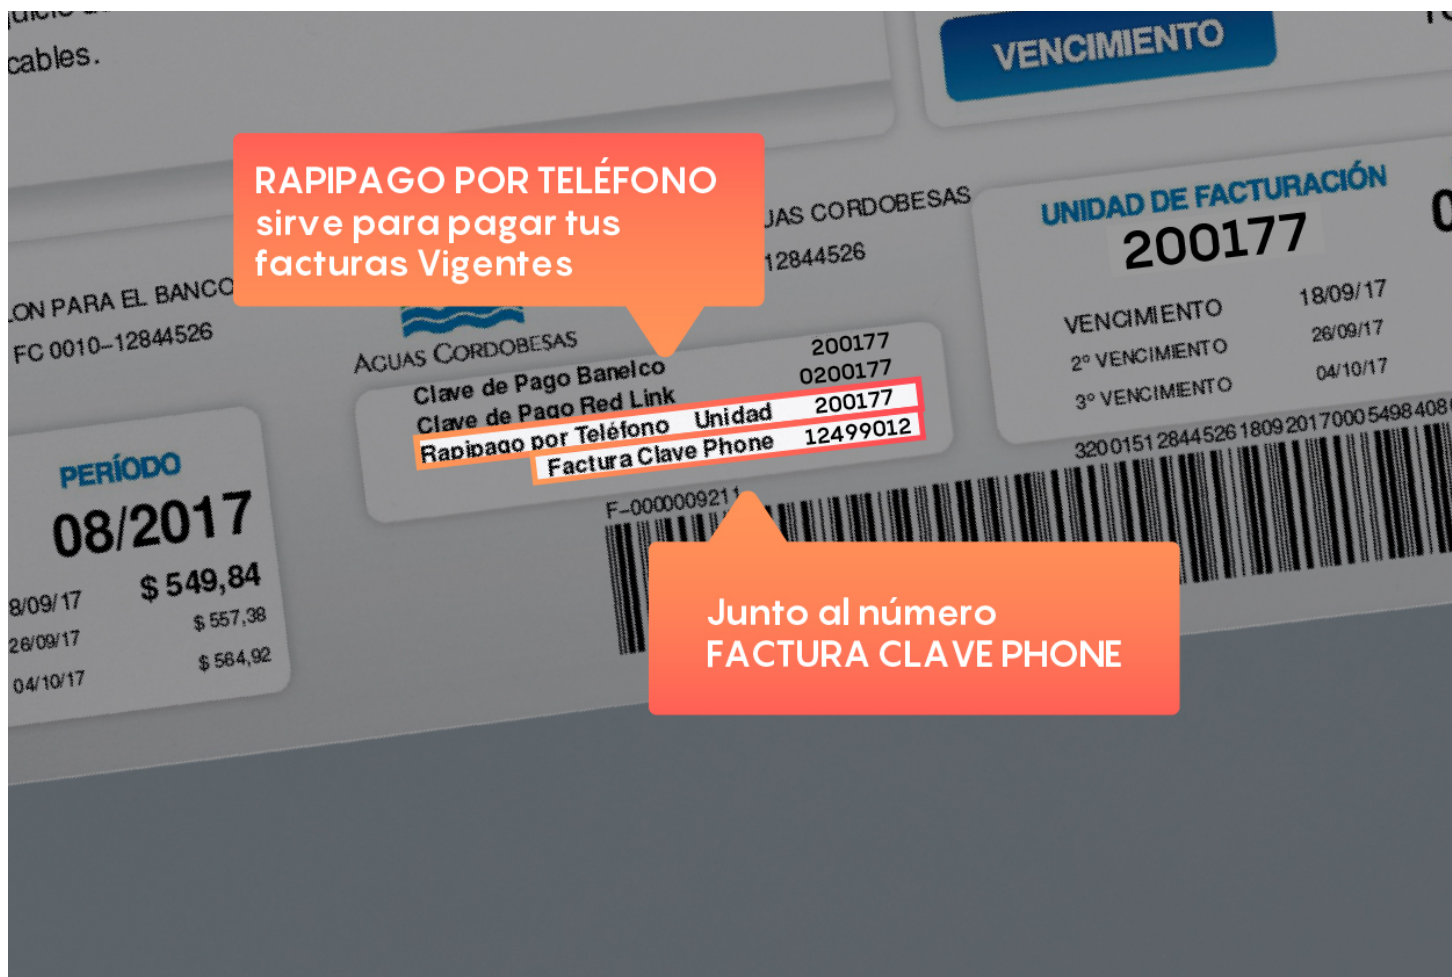 cables.
VENCIMIENTO
RAPIPAGO POR TELÉFONO
sirve para pagar tus
facturas Vigentes
PARA EL BANCO
FC 0010–12844526
CORDOBESAS
12844526
AGUAS CORDOBESAS
Clave de Pago Banelco 200177
Clave de Pago Red Link 0200177
Rapipago por Teléfono Unidad 200177
Factura Clave Phone 12499012
F–0000009211
UNIDAD DE FACTURACIÓN
200177
VENCIMIENTO 18/09/17
2º VENCIMIENTO 26/09/17
3º VENCIMIENTO 04/10/17
PERÍODO
08/2017
8/09/17 $ 549,84
26/09/17 $ 557,38
04/10/17 $ 564,92
Junto al número
FACTURA CLAVE PHONE